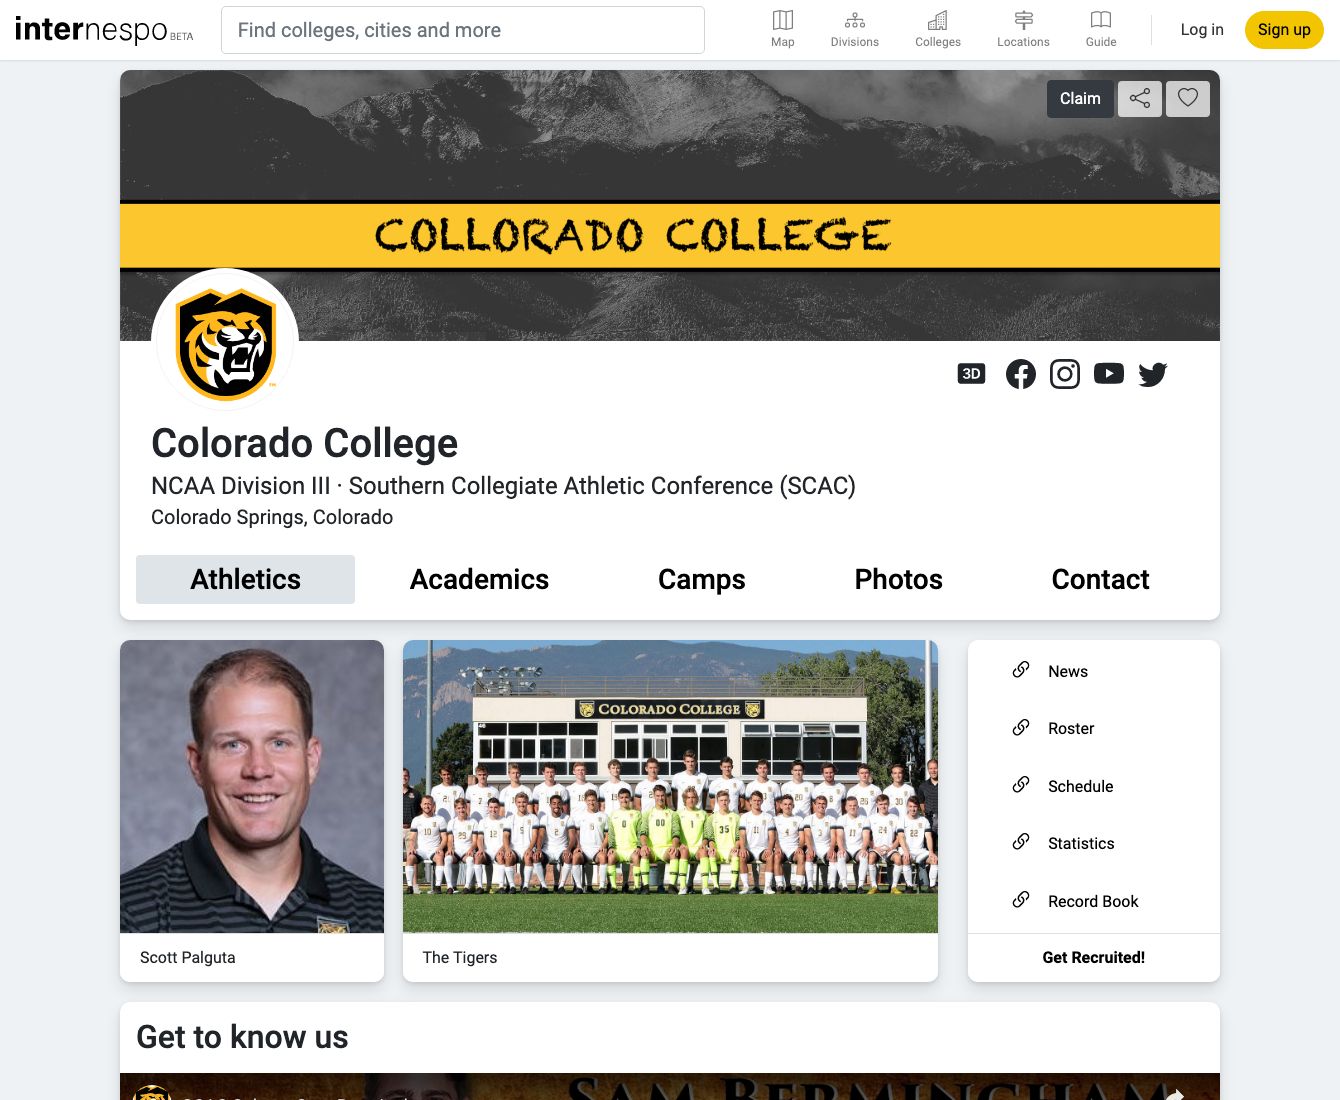 internespo BETA
Find colleges, cities and more
Map
Divisions
Colleges
Locations
Guide
Log in
Sign up
Claim
COLLORADO COLLEGE
3D
Colorado College
NCAA Division III · Southern Collegiate Athletic Conference (SCAC)
Colorado Springs, Colorado
Athletics
Academics
Camps
Photos
Contact
COLORADO COLLEGE
Scott Palguta
The Tigers
News
Roster
Schedule
Statistics
Record Book
Get Recruited!
Get to know us
SAM BERMINGHAM